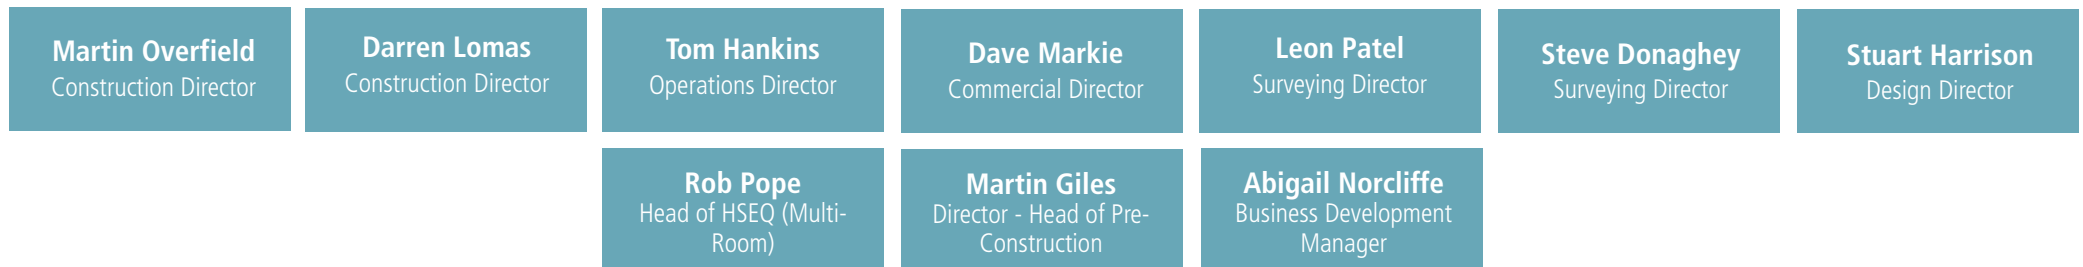 Martin Overfield
Construction Director
Darren Lomas
Construction Director
Tom Hankins
Operations Director
Dave Markie
Commercial Director
Leon Patel
Surveying Director
Steve Donaghey
Surveying Director
Stuart Harrison
Design Director
Rob Pope
Head of HSEQ (Multi-
Room)
Martin Giles
Director - Head of Pre-
Construction
Abigail Norcliffe
Business Development
Manager